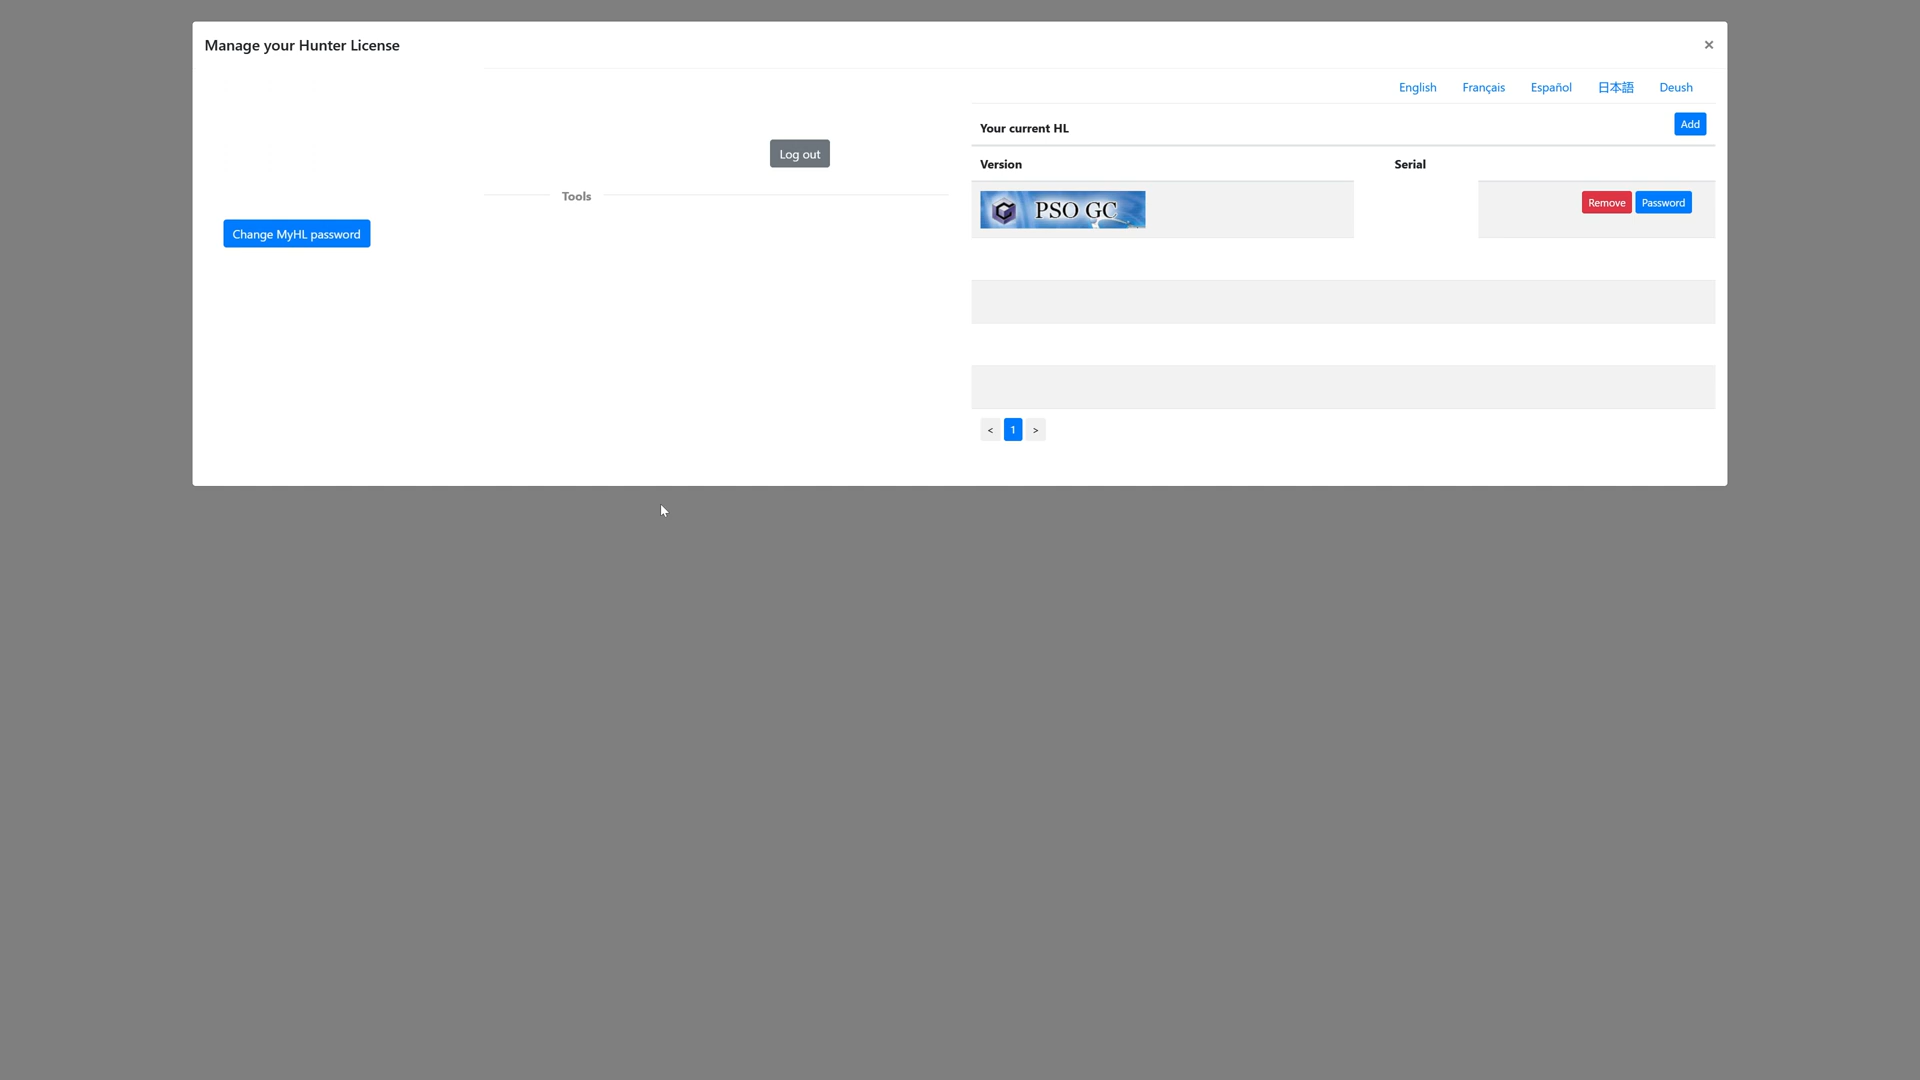 Manage your Hunter License
×
English Français Español 日本語 Deush
Log out
Tools
Change MyHL password
Your current HL
Add
Version Serial
PSO GC
Remove Password
< 1 >